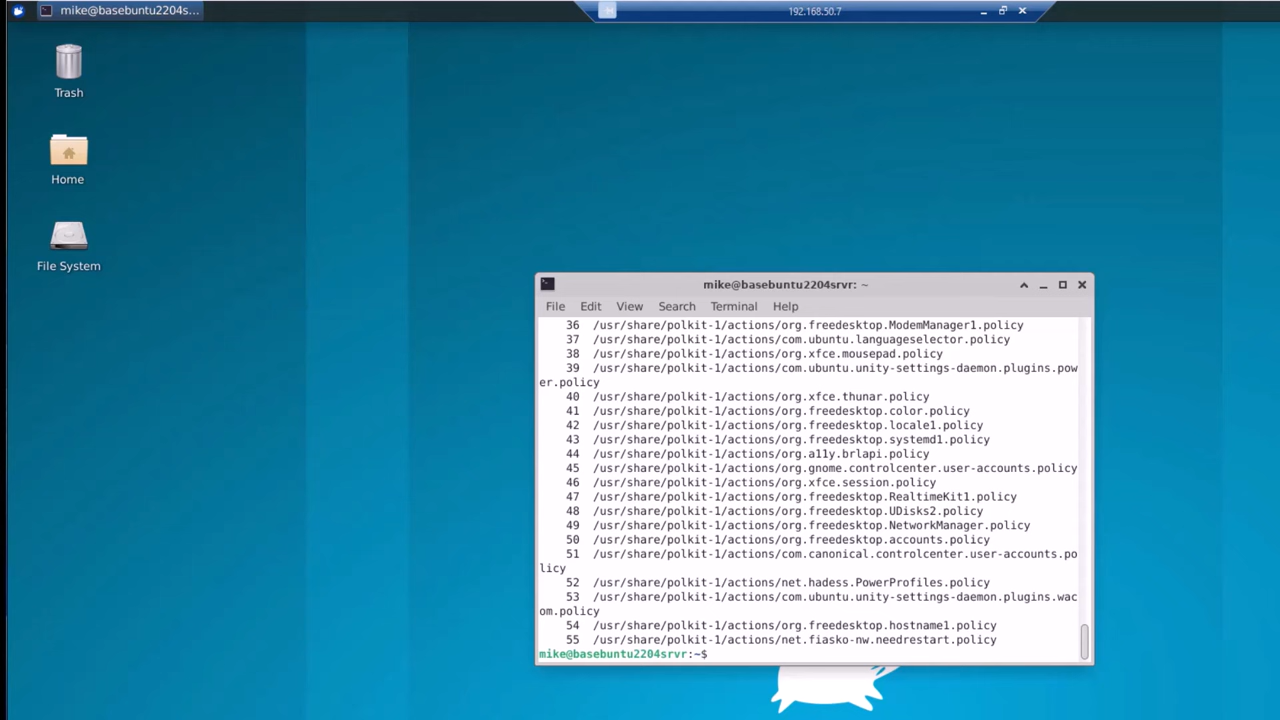 mike@basebuntu2204s...
192.168.50.7
Trash
Home
File System
mike@basebuntu2204srvr: ~
File Edit View Search Terminal Help
36 /usr/share/polkit-1/actions/org.freedesktop.ModemManager1.policy
37 /usr/share/polkit-1/actions/com.ubuntu.languageselector.policy
38 /usr/share/polkit-1/actions/org.xfce.mousepad.policy
39 /usr/share/polkit-1/actions/com.ubuntu.unity-settings-daemon.plugins.pow
er.policy
40 /usr/share/polkit-1/actions/org.xfce.thunar.policy
41 /usr/share/polkit-1/actions/org.freedesktop.color.policy
42 /usr/share/polkit-1/actions/org.freedesktop.locale1.policy
43 /usr/share/polkit-1/actions/org.freedesktop.systemd1.policy
44 /usr/share/polkit-1/actions/org.a11y.brlapi.policy
45 /usr/share/polkit-1/actions/org.gnome.controlcenter.user-accounts.policy
46 /usr/share/polkit-1/actions/org.xfce.session.policy
47 /usr/share/polkit-1/actions/org.freedesktop.RealtimeKit1.policy
48 /usr/share/polkit-1/actions/org.freedesktop.UDisks2.policy
49 /usr/share/polkit-1/actions/org.freedesktop.NetworkManager.policy
50 /usr/share/polkit-1/actions/org.freedesktop.accounts.policy
51 /usr/share/polkit-1/actions/com.canonical.controlcenter.user-accounts.po
licy
52 /usr/share/polkit-1/actions/net.hadess.PowerProfiles.policy
53 /usr/share/polkit-1/actions/com.ubuntu.unity-settings-daemon.plugins.wac
om.policy
54 /usr/share/polkit-1/actions/org.freedesktop.hostname1.policy
55 /usr/share/polkit-1/actions/net.fiasko-nw.needrestart.policy
mike@basebuntu2204srvr:~$